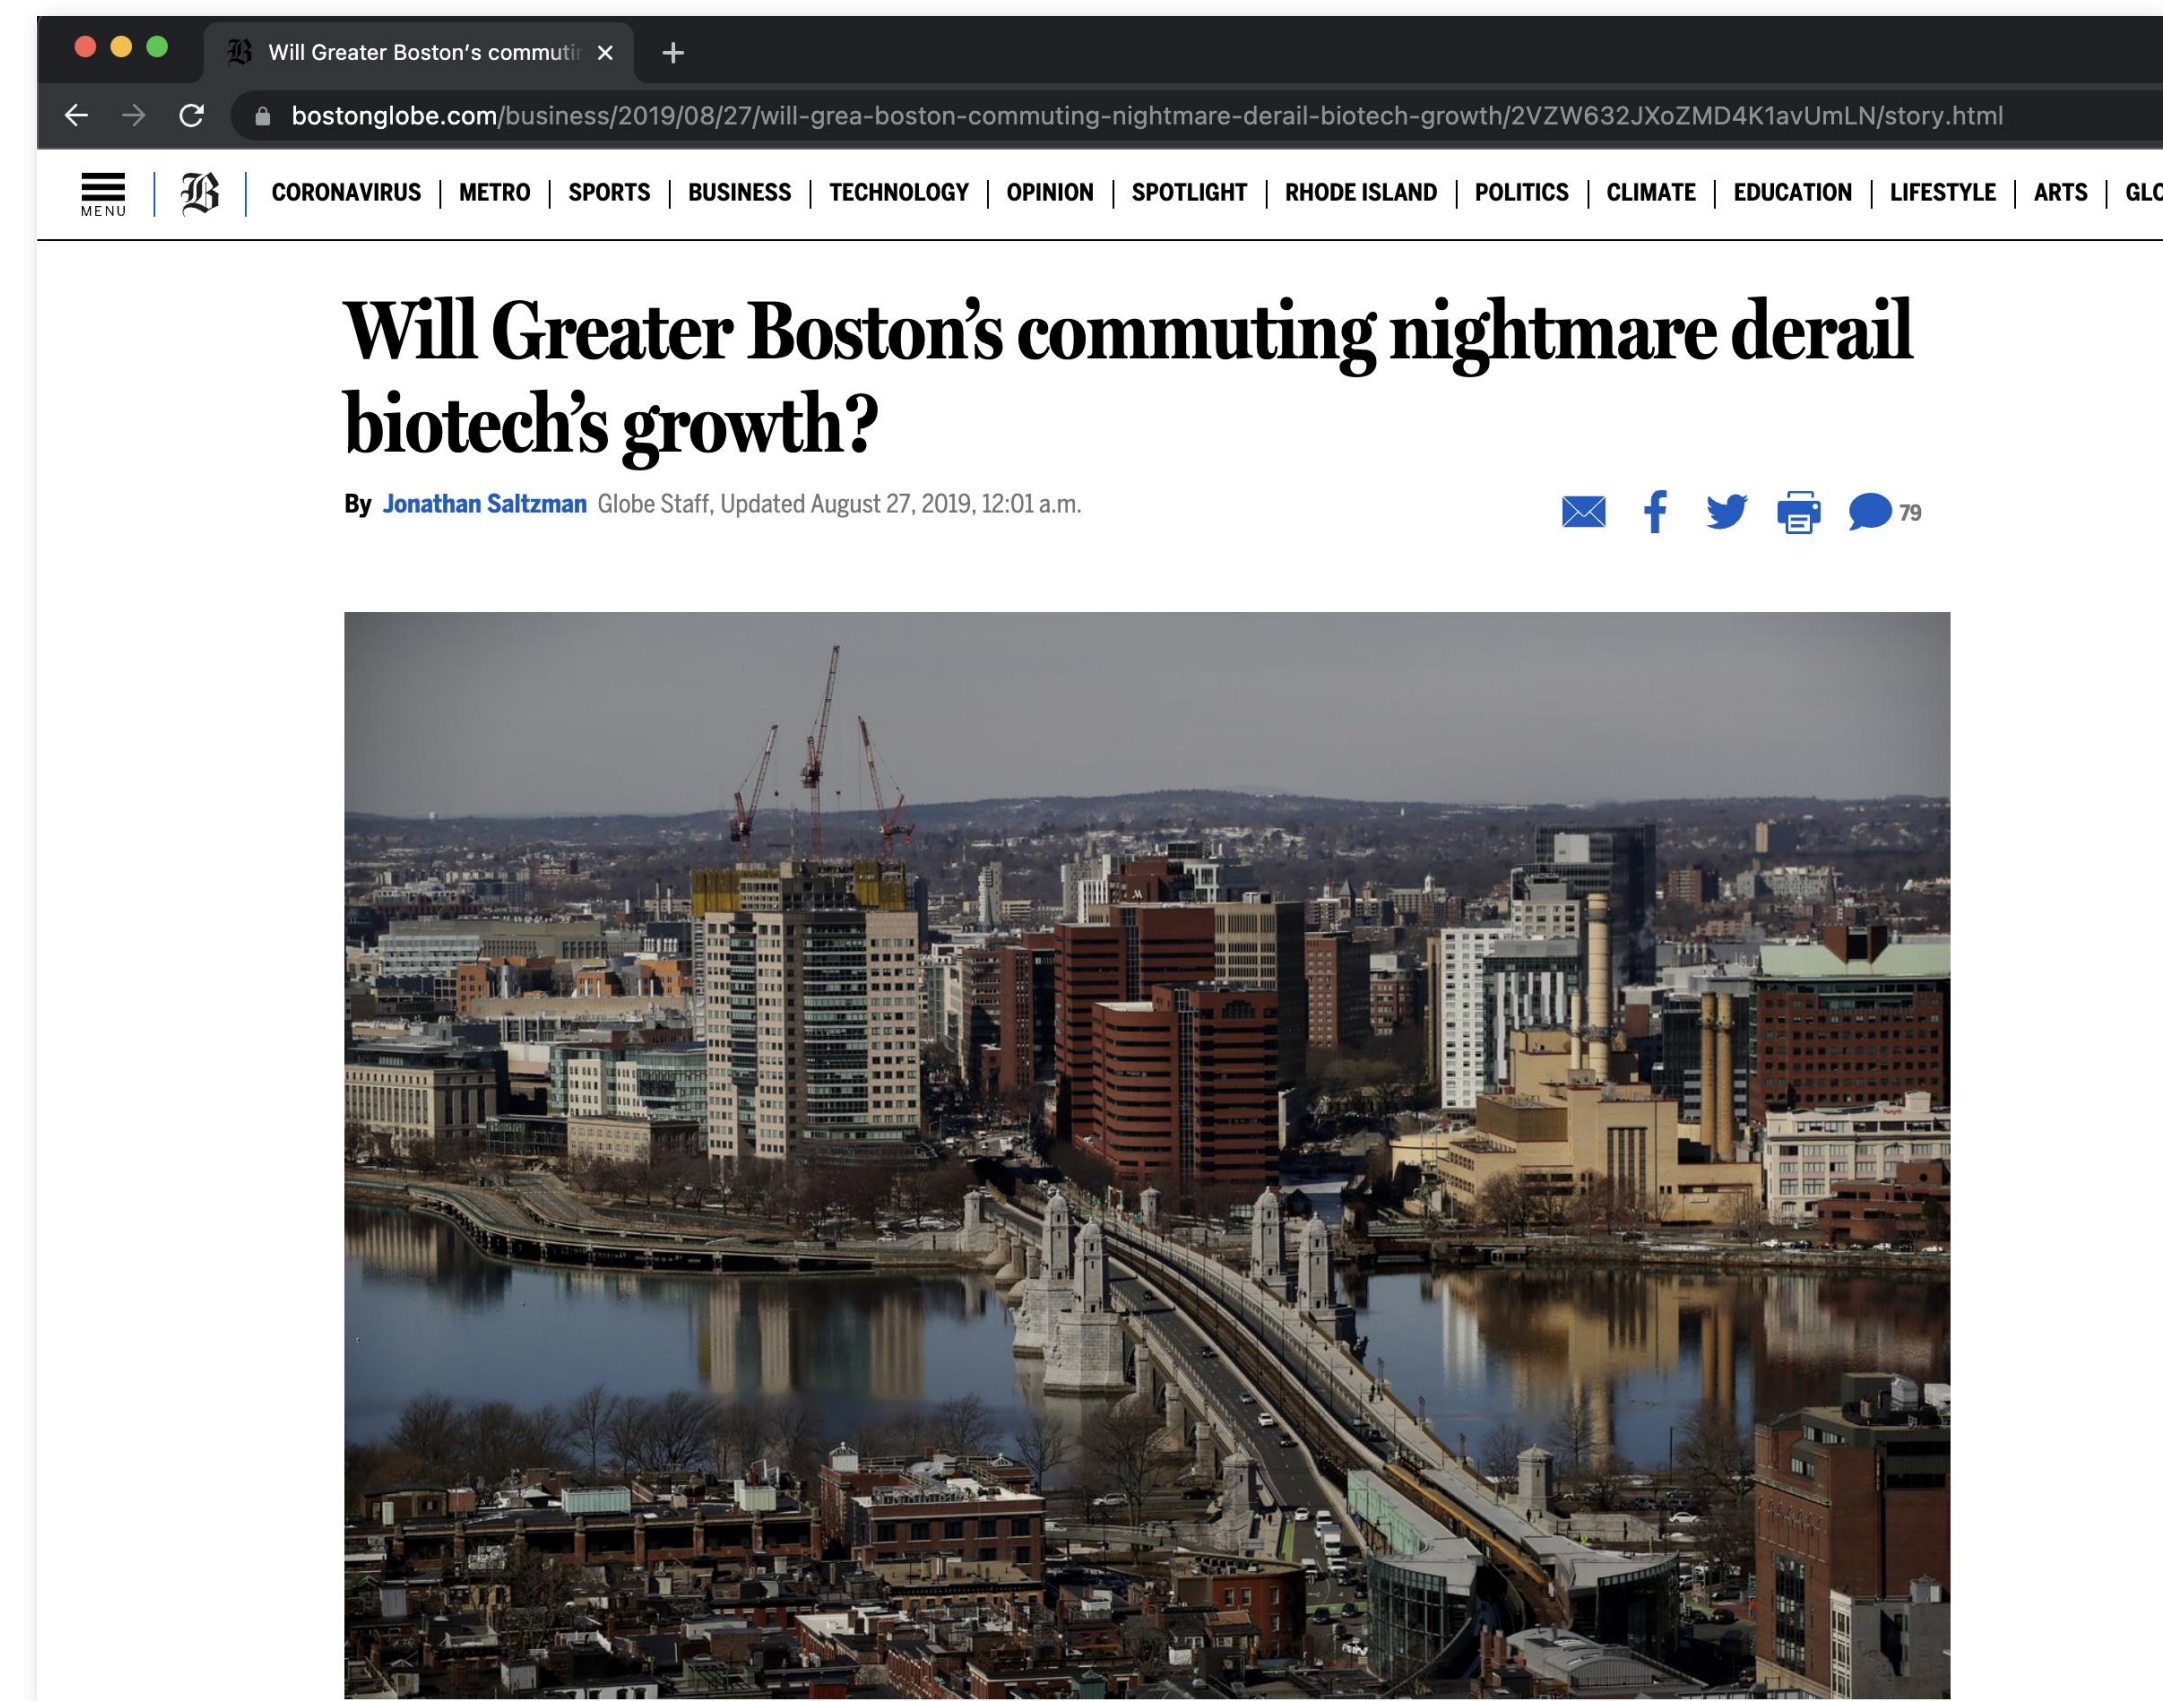 Will Greater Boston's commutin
bostonglobe.com/business/2019/08/27/will-grea-boston-commuting-nightmare-derail-biotech-growth/2VZW632JXoZMD4K1avUmLN/story.html
MENU
B
CORONAVIRUS | METRO | SPORTS | BUSINESS | TECHNOLOGY | OPINION | SPOTLIGHT | RHODE ISLAND | POLITICS | CLIMATE | EDUCATION | LIFESTYLE | ARTS | GLO
Will Greater Boston's commuting nightmare derail
biotech's growth?
By Jonathan Saltzman Globe Staff, Updated August 27, 2019, 12:01 a.m.
79